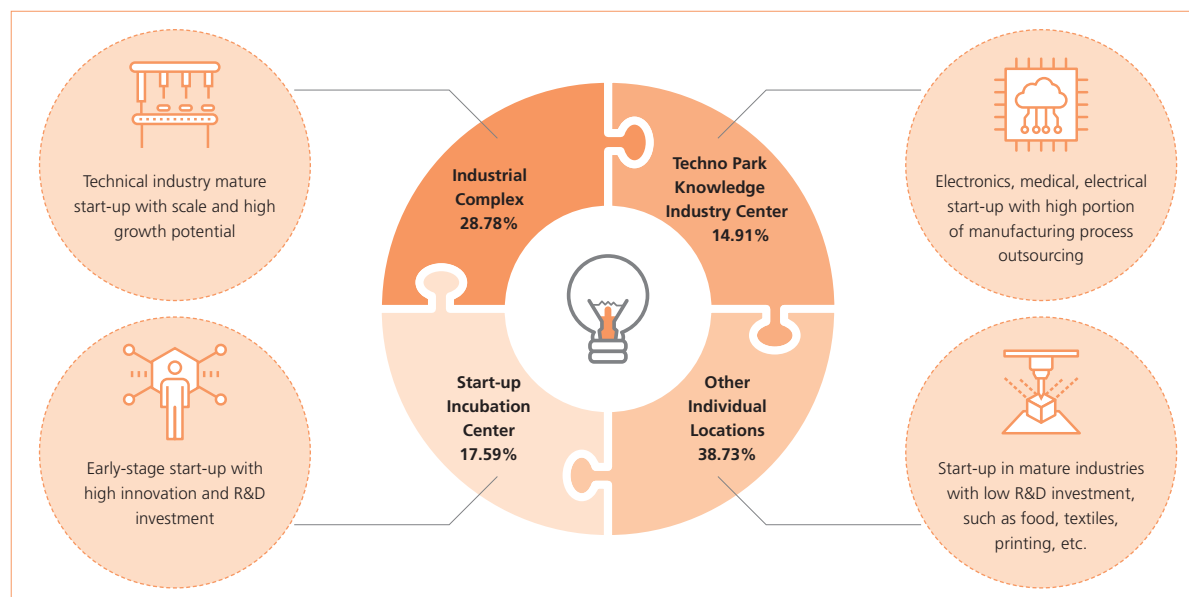 Technical industry mature
start-up with scale and high
growth potential
Industrial
Complex
28.78%
Techno Park
Knowledge
Industry Center
14.91%
Electronics, medical, electrical
start-up with high portion
of manufacturing process
outsourcing
Early-stage start-up with
high innovation and R&D
investment
Start-up
Incubation
Center
17.59%
Other
Individual
Locations
38.73%
Start-up in mature industries
with low R&D investment,
such as food, textiles,
printing, etc.